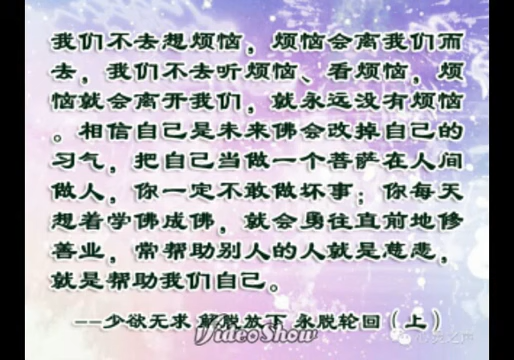 我们不去想烦恼，烦恼会离我们而
去，我们不去听烦恼、看烦恼，烦
恼就会离开我们，就永远没有烦恼
。相信自己是未来佛会改掉自己的
习气，把自己当做一个菩萨在人间
做人，你一定不敢做坏事；你每天
想着学佛成佛，就会勇往直前地修
善业，常帮助别人的人就是慈悲，
就是帮助我们自己。
--少欲无求 解脱放下 永脱轮回（上）
VideoShow